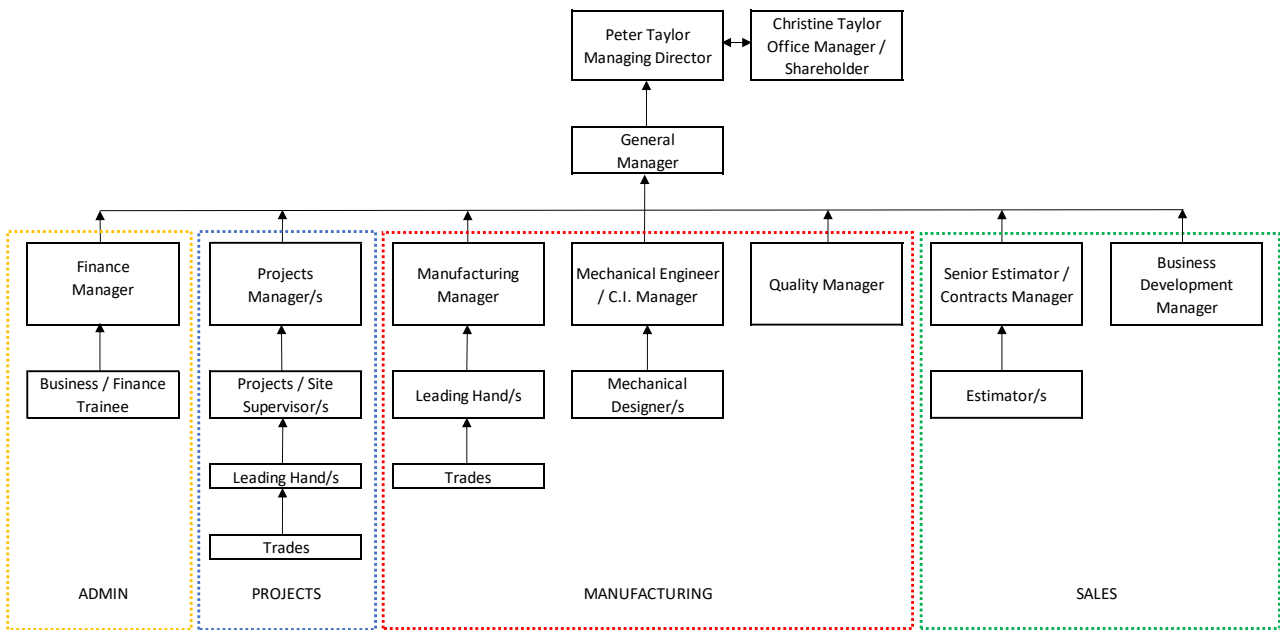 Peter Taylor
Managing Director
Christine Taylor
Office Manager /
Shareholder
General
Manager
Finance
Manager
Projects
Manager/s
Manufacturing
Manager
Mechanical Engineer
/ C.I. Manager
Quality Manager
Senior Estimator /
Contracts Manager
Business
Development
Manager
Business / Finance
Trainee
Projects / Site
Supervisor/s
Leading Hand/s
Mechanical
Designer/s
Estimator/s
Leading Hand/s
Trades
Trades
ADMIN
PROJECTS
MANUFACTURING
SALES